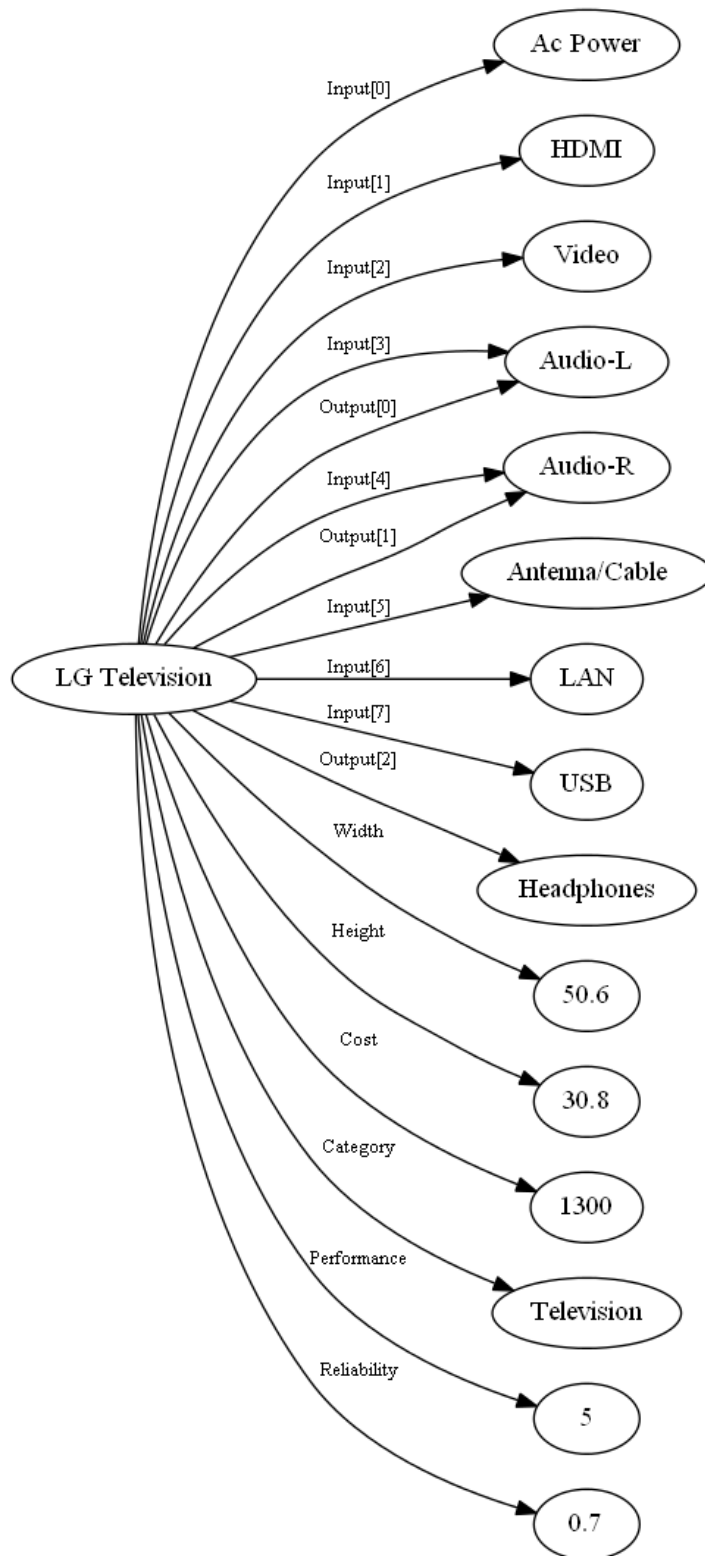 Ac Power
Input[0]
HDMI
Input[1]
Video
Input[2]
Input[3]
Audio-L
Output[0]
Input[4]
Audio-R
Output[1]
Antenna/Cable
Input[5]
LG Television
Input[6]
LAN
Input[7]
USB
Output[2]
Headphones
Width
50.6
Height
30.8
Cost
1300
Category
Television
Performance
5
Reliability
0.7